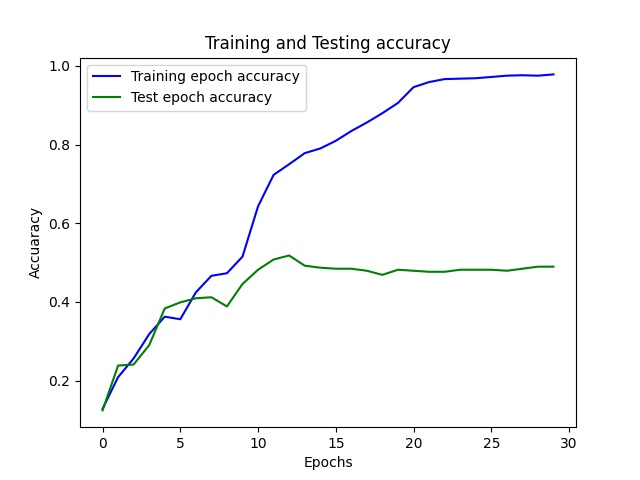 Training and Testing accuracy
Training epoch accuracy
Test epoch accuracy
1.0
0.8
0.6
0.4
0.2
Accuaracy
0 5 10 15 20 25 30
Epochs